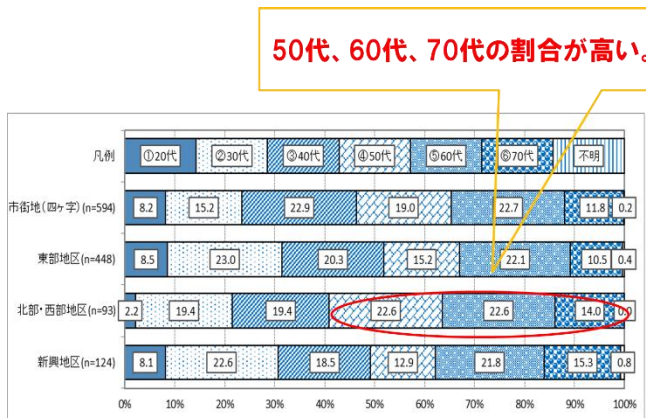 50代、60代、70代の割合が高い。
凡例 ①20代 ②30代 ③40代 ④50代 ⑤60代 ⑥70代 不明
市街地(四ヶ字)(n=594) 8.2 15.2 22.9 19.0 22.7 11.8 0.2
東部地区(n=448) 8.5 23.0 20.3 15.2 22.1 10.5 0.4
北部・西部地区(n=93) 2.2 19.4 19.4 22.6 22.6 14.0 0.0
新興地区(n=124) 8.1 22.6 18.5 12.9 21.8 15.3 0.8
0% 10% 20% 30% 40% 50% 60% 70% 80% 90% 100%